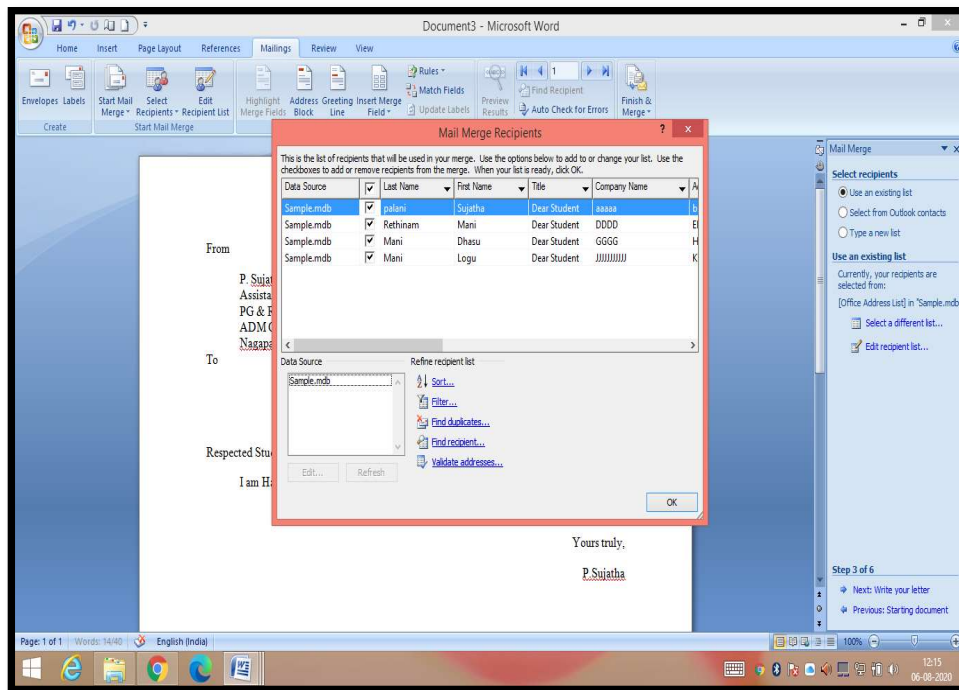 Document3 - Microsoft Word
Home Insert Page Layout References Mailings Review View
Envelopes Labels
Start Mail Merge
Select Recipients
Edit Recipient List
Highlight Merge Fields
Address Block
Greeting Line
Insert Merge Field
Rules
Match Fields
Update Labels
Preview Results
1
Find Recipient
Auto Check for Errors
Finish & Merge
Create
Start Mail Merge
Mail Merge Recipients
? x
This is the list of recipients that will be used in your merge. Use the options below to add to or change your list. Use the
checkboxes to add or remove recipients from the merge. When your list is ready, click OK.
Data Source Last Name First Name Title Company Name A
Sample.mdb palani Sujatha Dear Student aaaaa b
Sample.mdb Rethinam Mani Dear Student DDDD
Sample.mdb Mani Dhasu Dear Student GGGG H
Sample.mdb Mani Logu Dear Student K
Data Source
Sample.mdb
Edit... Refresh
Refine recipient list
Sort...
Filter...
Find duplicates...
Find recipient...
Validate addresses...
OK
From
P. Sujat
Assista
PG & F
ADM
Nagapa
To
Respected Stu
I am Ha
Yours truly,
P.Sujatha
Mail Merge
Select recipients
Use an existing list
Select from Outlook contacts
Type a new list
Use an existing list
Currently, your recipients are
selected from:
[Office Address List] in "Sample.mdb
Select a different list...
Edit recipient list...
Step 3 of 6
Next: Write your letter
Previous: Starting document
Page: 1 of 1 Words: 14/40 English (India) 100%
12:15
06-08-2020